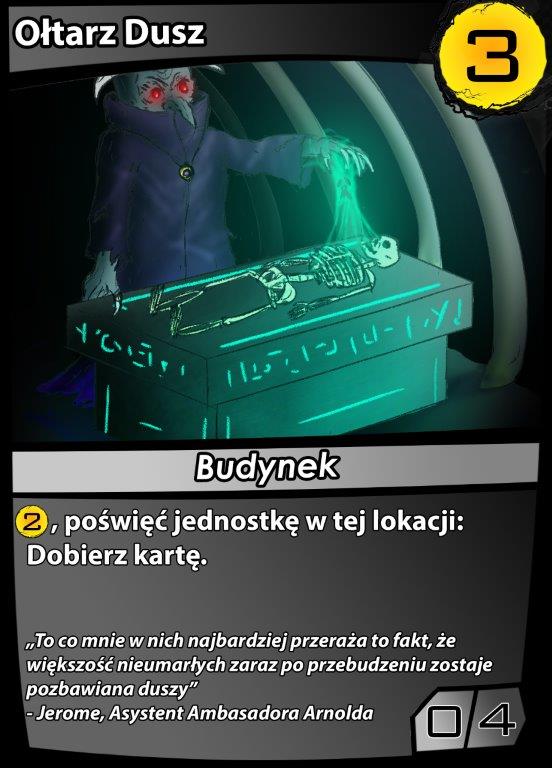 Ołtarz Dusz
3
Budynek
2, poświęć jednostkę w tej lokacji:
Dobierz kartę.
„To co mnie w nich najbardziej przeraża to fakt, że
większość nieumarłych zaraz po przebudzeniu zostaje
pozbawiana duszy”
- Jerome, Asystent Ambasadora Arnolda
0/4